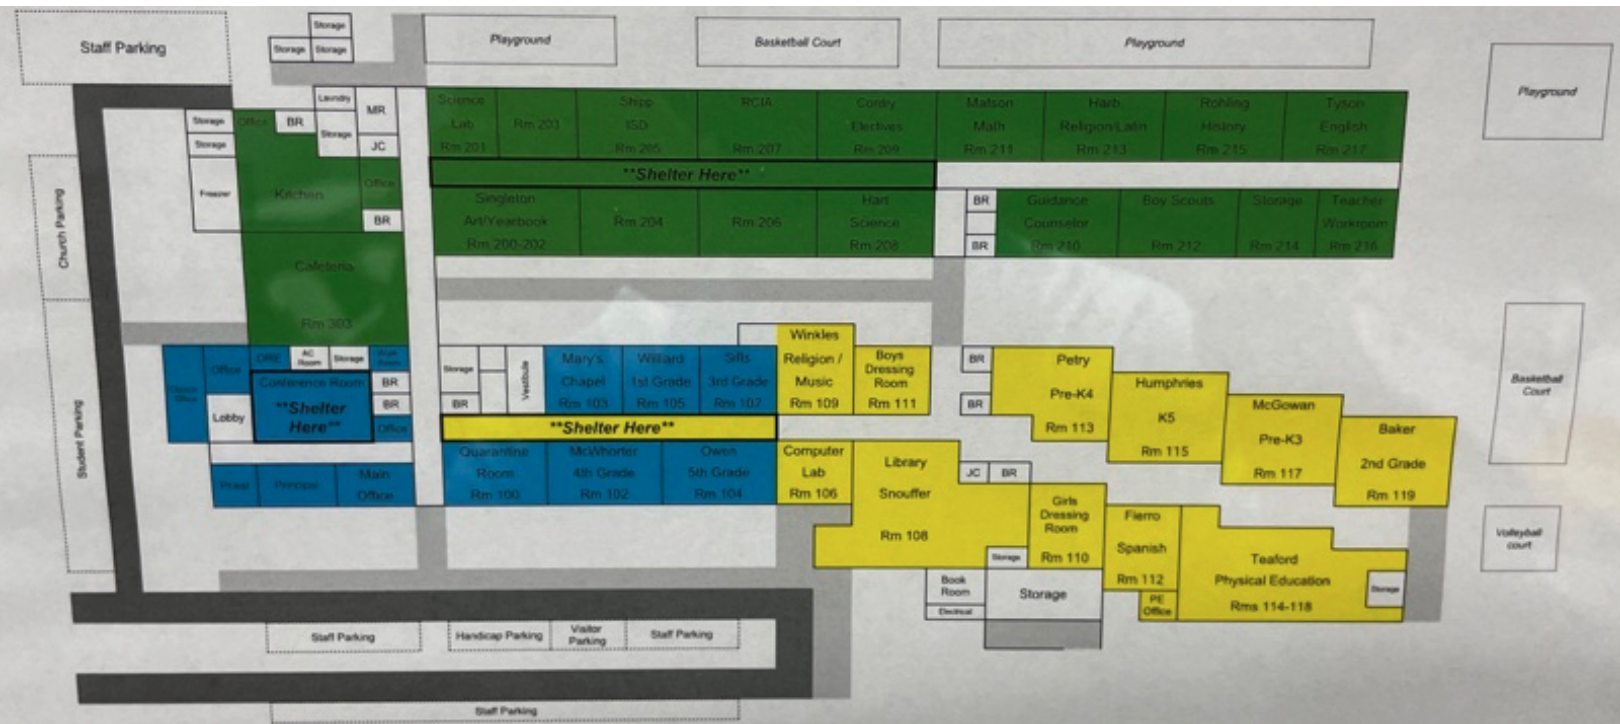 Staff Parking
Storage
Storage Storage
Playground
Basketball Court
Playground
Playground
Storage
Storage
Freezer
Office
BR
Laundry
Storage
MR
JC
Kitchen
Office
BR
Science
Lab
Rm 201
Rm 203
Shipp
ISD
Rm 205
RCIA
Rm 207
Cordry
Electives
Rm 209
Matson
Math
Rm 211
Harb
Religion/Latin
Rm 213
Rohling
History
Rm 215
Tyson
English
Rm 217
**Shelter Here**
Singleton
Art/Yearbook
Rm 200-202
Rm 204
Rm 206
Hart
Science
Rm 208
BR
BR
Guidance
Counselor
Rm 210
Boy Scouts
Rm 212
Storage
Rm 214
Teacher
Workroom
Rm 216
Church Parking
Cafeteria
Rm 303
Student Parking
Church
Office
Office
DRE
AC
Room
Storage
Work
Conference Room
**Shelter
Here**
Lobby
BR
BR
Office
Principal
Main
Office
Storage
BR
Vestibule
Mary's
Chapel
Rm 103
Williard
1st Grade
Rm 105
Sills
3rd Grade
Rm 107
Winkles
Religion /
Music
Rm 109
Boys
Dressing
Room
Rm 111
**Shelter Here**
Quarantine
Room
Rm 100
McWhorter
4th Grade
Rm 102
Owen
5th Grade
Rm 104
Computer
Lab
Rm 106
Library
Snouffer
Rm 108
BR
BR
Petry
Pre-K4
Rm 113
Humphries
K5
Rm 115
McGowan
Pre-K3
Rm 117
Baker
2nd Grade
Rm 119
Basketball
Court
JC
BR
Girls
Dressing
Room
Rm 110
Storage
Fierro
Spanish
Rm 112
PE
Office
Teaford
Physical Education
Rms 114-118
Storage
Volleyball
court
Book
Room
Electrical
Storage
Staff Parking
Handicap Parking
Visitor
Parking
Staff Parking
Staff Parking